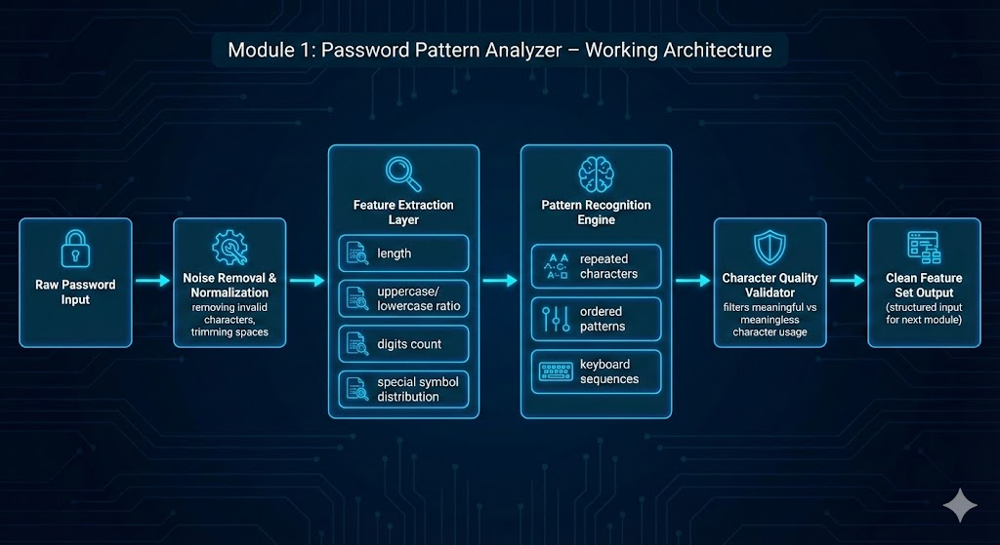 Module 1: Password Pattern Analyzer – Working Architecture
Raw Password
Input
Noise Removal &
Normalization
removing invalid
characters,
trimming spaces
Feature Extraction
Layer
length
uppercase/
lowercase ratio
digits count
special symbol
distribution
Pattern Recognition
Engine
repeated
characters
ordered
patterns
keyboard
sequences
Character Quality
Validator
filters meaningful vs
meaningless
character usage
Clean Feature
Set Output
(structured input
for next module)